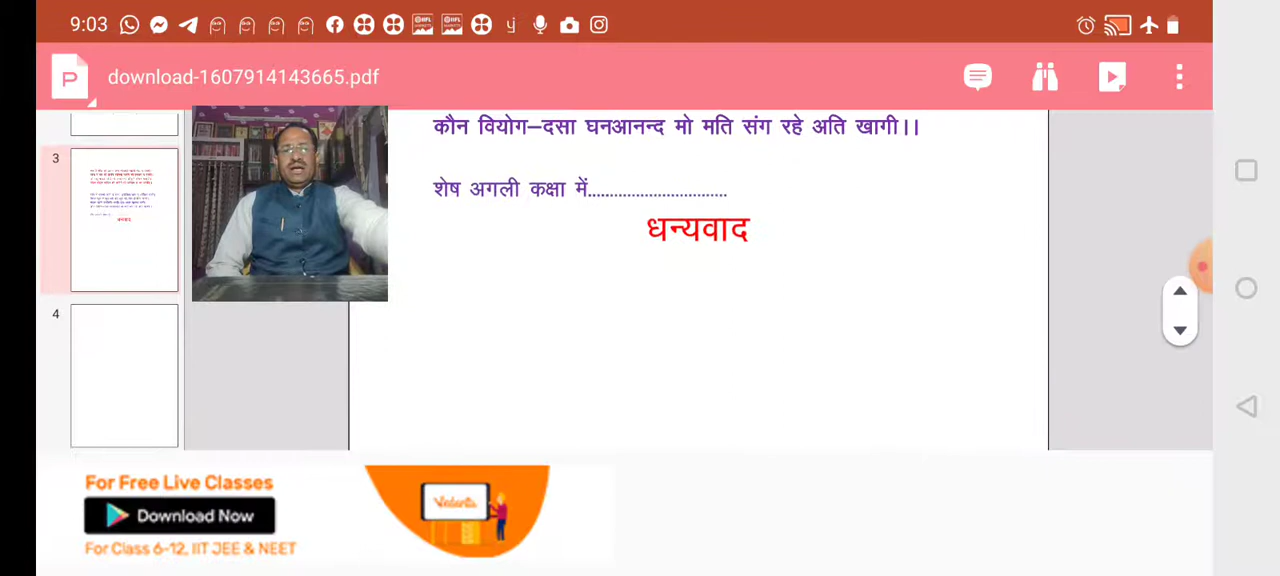 9:03
download-1607914143665.pdf
कौन वियोग–दसा घनआनन्द मो मति संग रहे अति खागी।।
शेष अगली कक्षा में...............................
धन्यवाद
3
4
For Free Live Classes
Download Now
For Class 6-12, IIT JEE & NEET
Vedantu